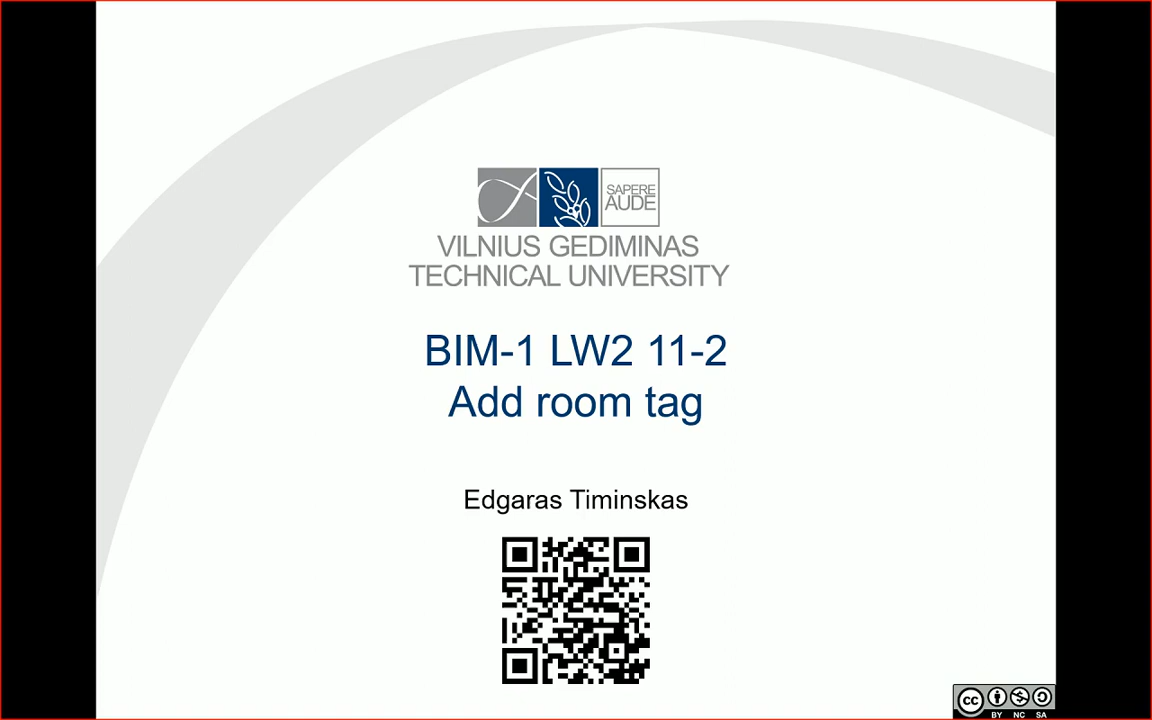 SAPERE
AUDE
VILNIUS GEDIMINAS
TECHNICAL UNIVERSITY
BIM-1 LW2 11-2
Add room tag
Edgaras Timinskas
cc
BY NC SA